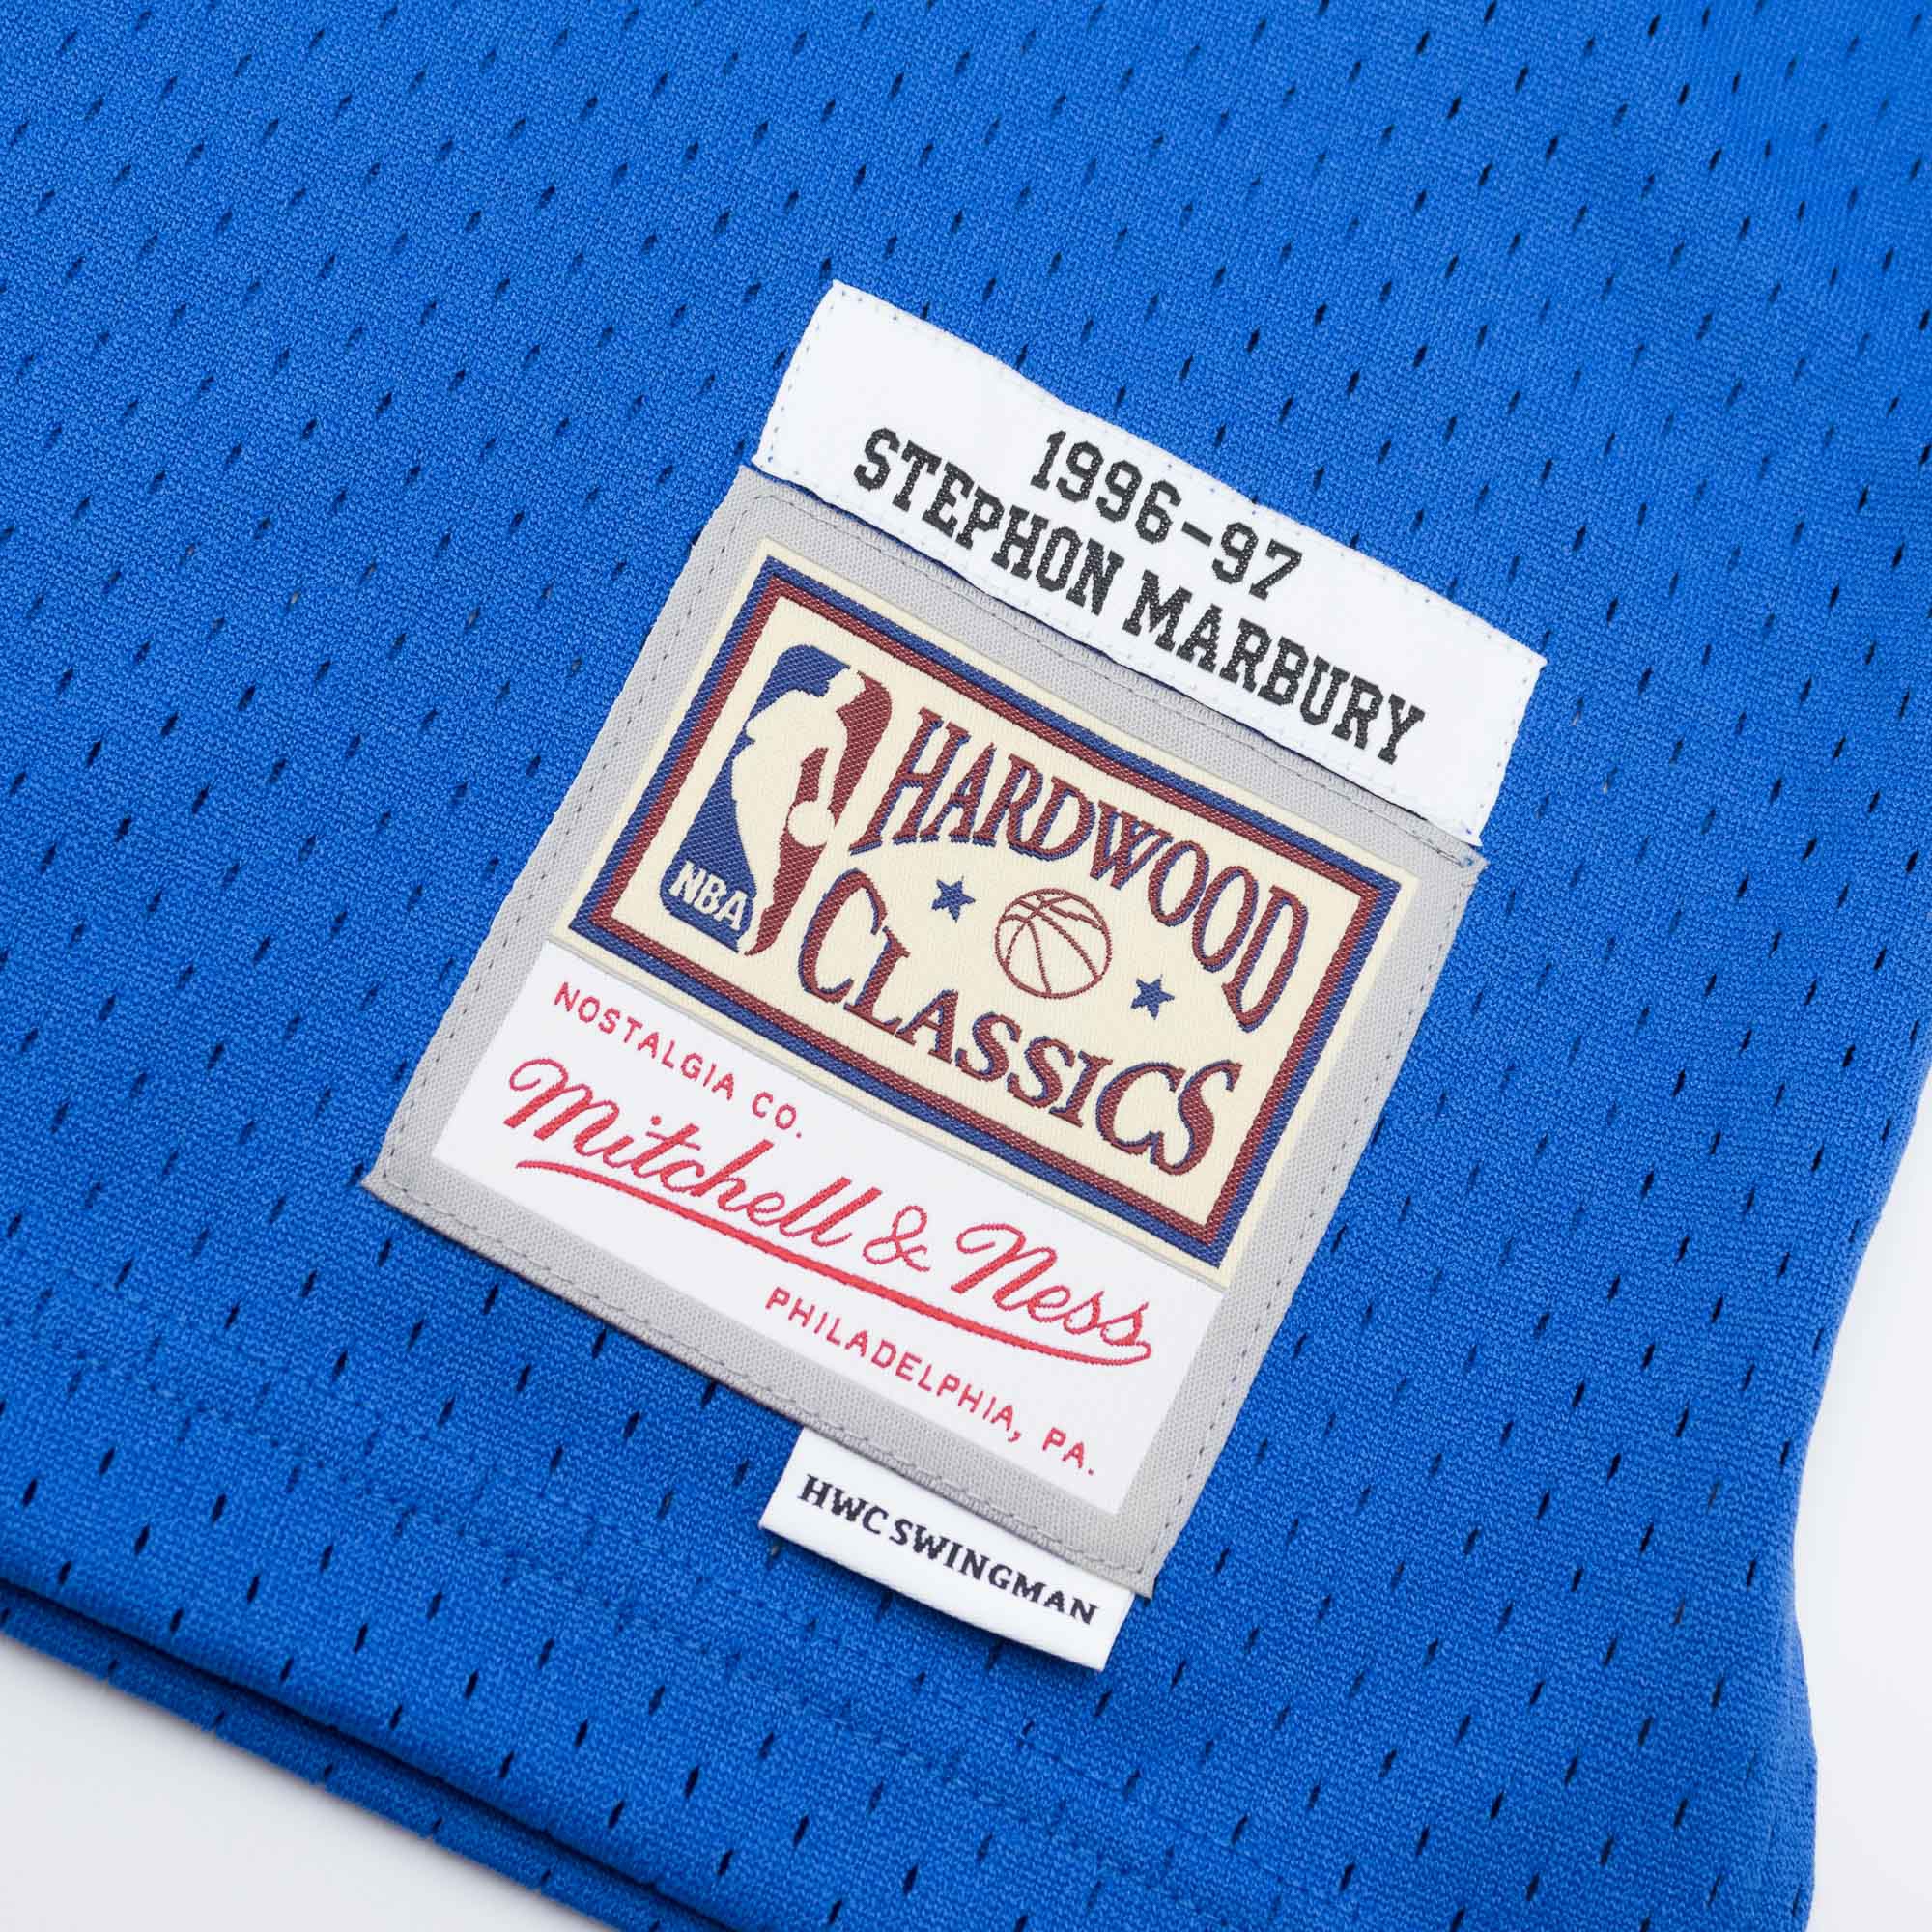 1996-97
STEPHON MARBURY
NBA
HARDWOOD
CLASSICS
NOSTALGIA CO.
Mitchell & Ness
PHILADELPHIA, PA.
HWC SWINGMAN